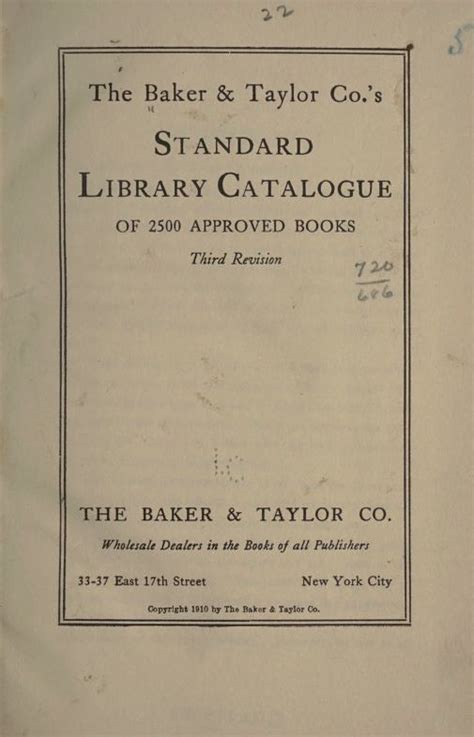 22
5
The Baker & Taylor Co.'s
STANDARD
LIBRARY CATALOGUE
OF 2500 APPROVED BOOKS
Third Revision
720
686
THE BAKER & TAYLOR CO.
Wholesale Dealers in the Books of all Publishers
33-37 East 17th Street New York City
Copyright 1910 by The Baker & Taylor Co.